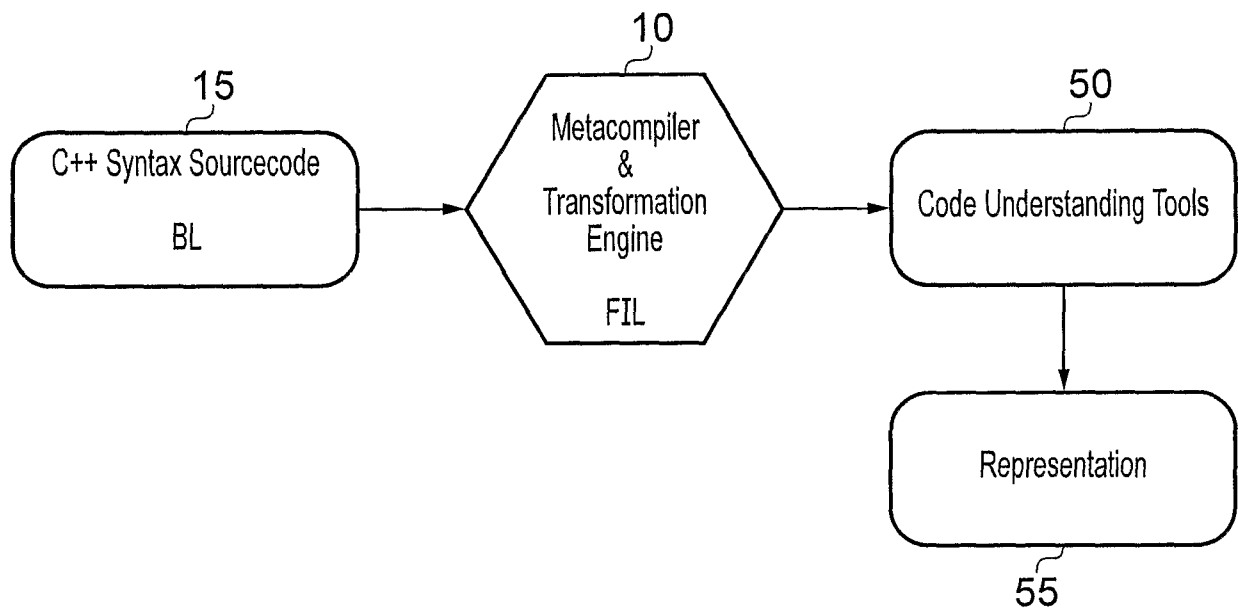 15
C++ Syntax Sourcecode
BL
10
Metacompiler
&
Transformation
Engine
FIL
50
Code Understanding Tools
Representation
55